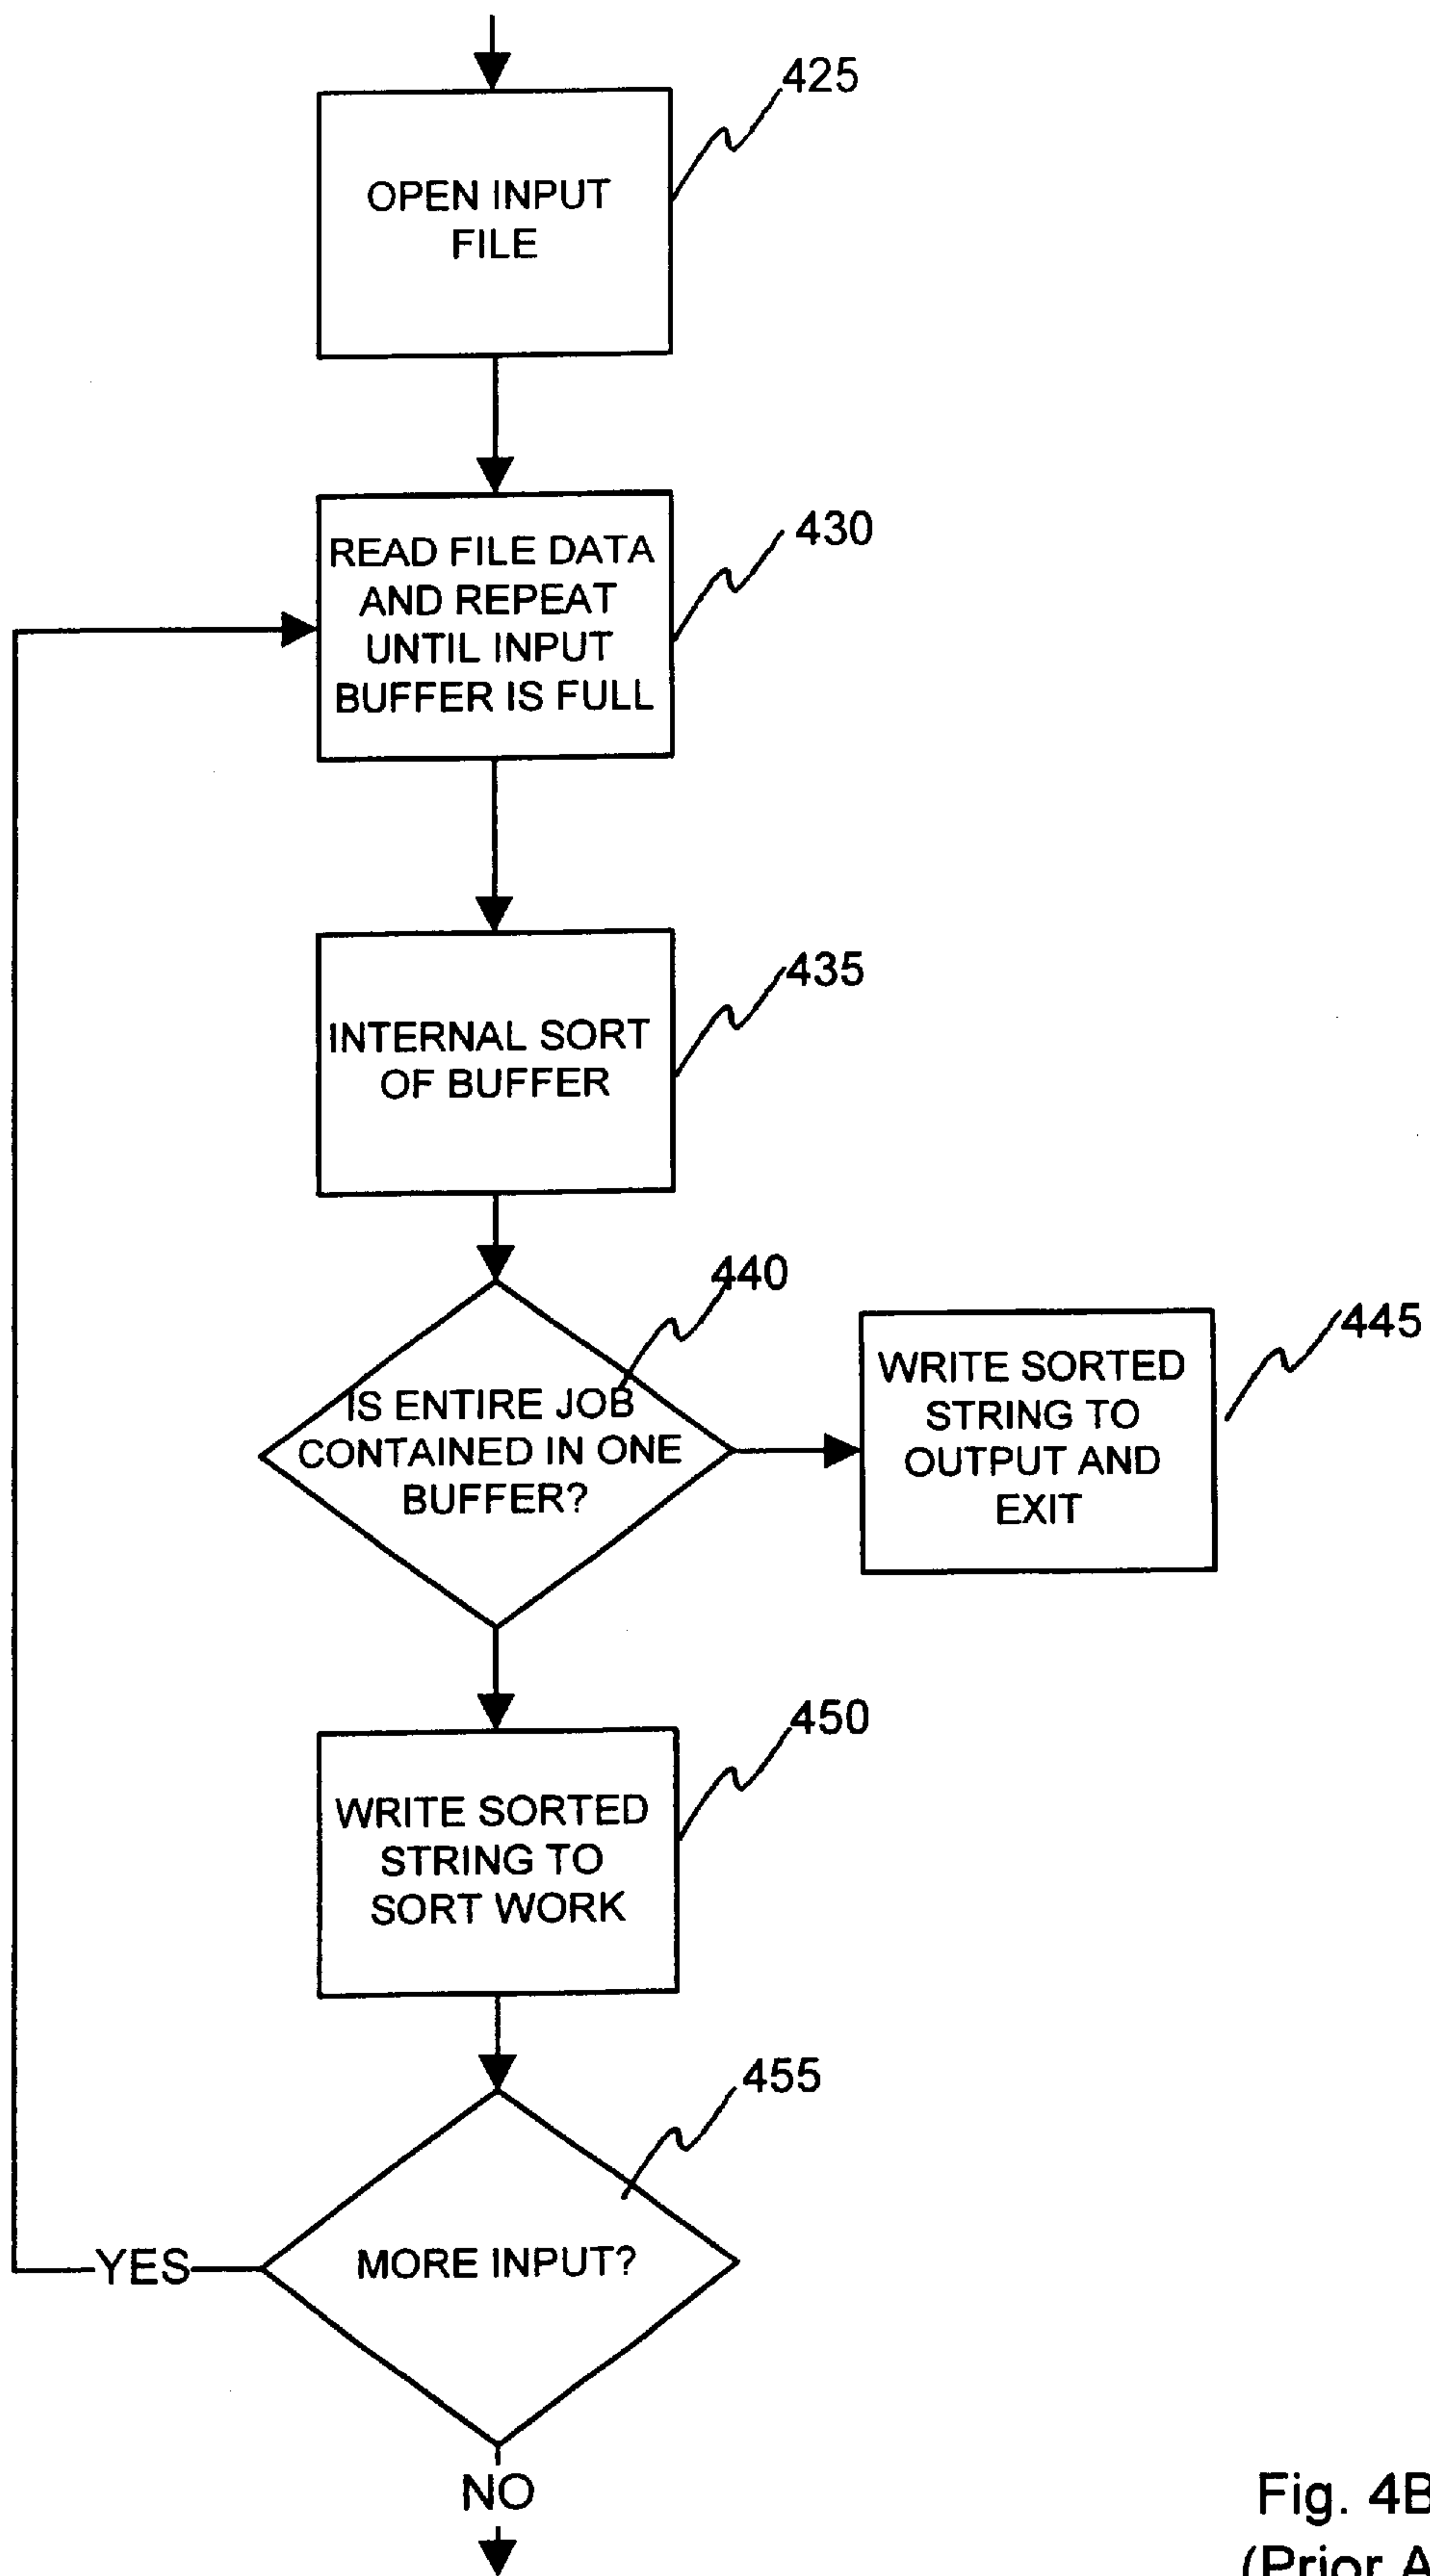 425
OPEN INPUT
FILE
430
READ FILE DATA
AND REPEAT
UNTIL INPUT
BUFFER IS FULL
435
INTERNAL SORT
OF BUFFER
440
IS ENTIRE JOB
CONTAINED IN ONE
BUFFER?
445
WRITE SORTED
STRING TO
OUTPUT AND
EXIT
450
WRITE SORTED
STRING TO
SORT WORK
455
MORE INPUT?
YES
NO
Fig. 4B
(Prior A